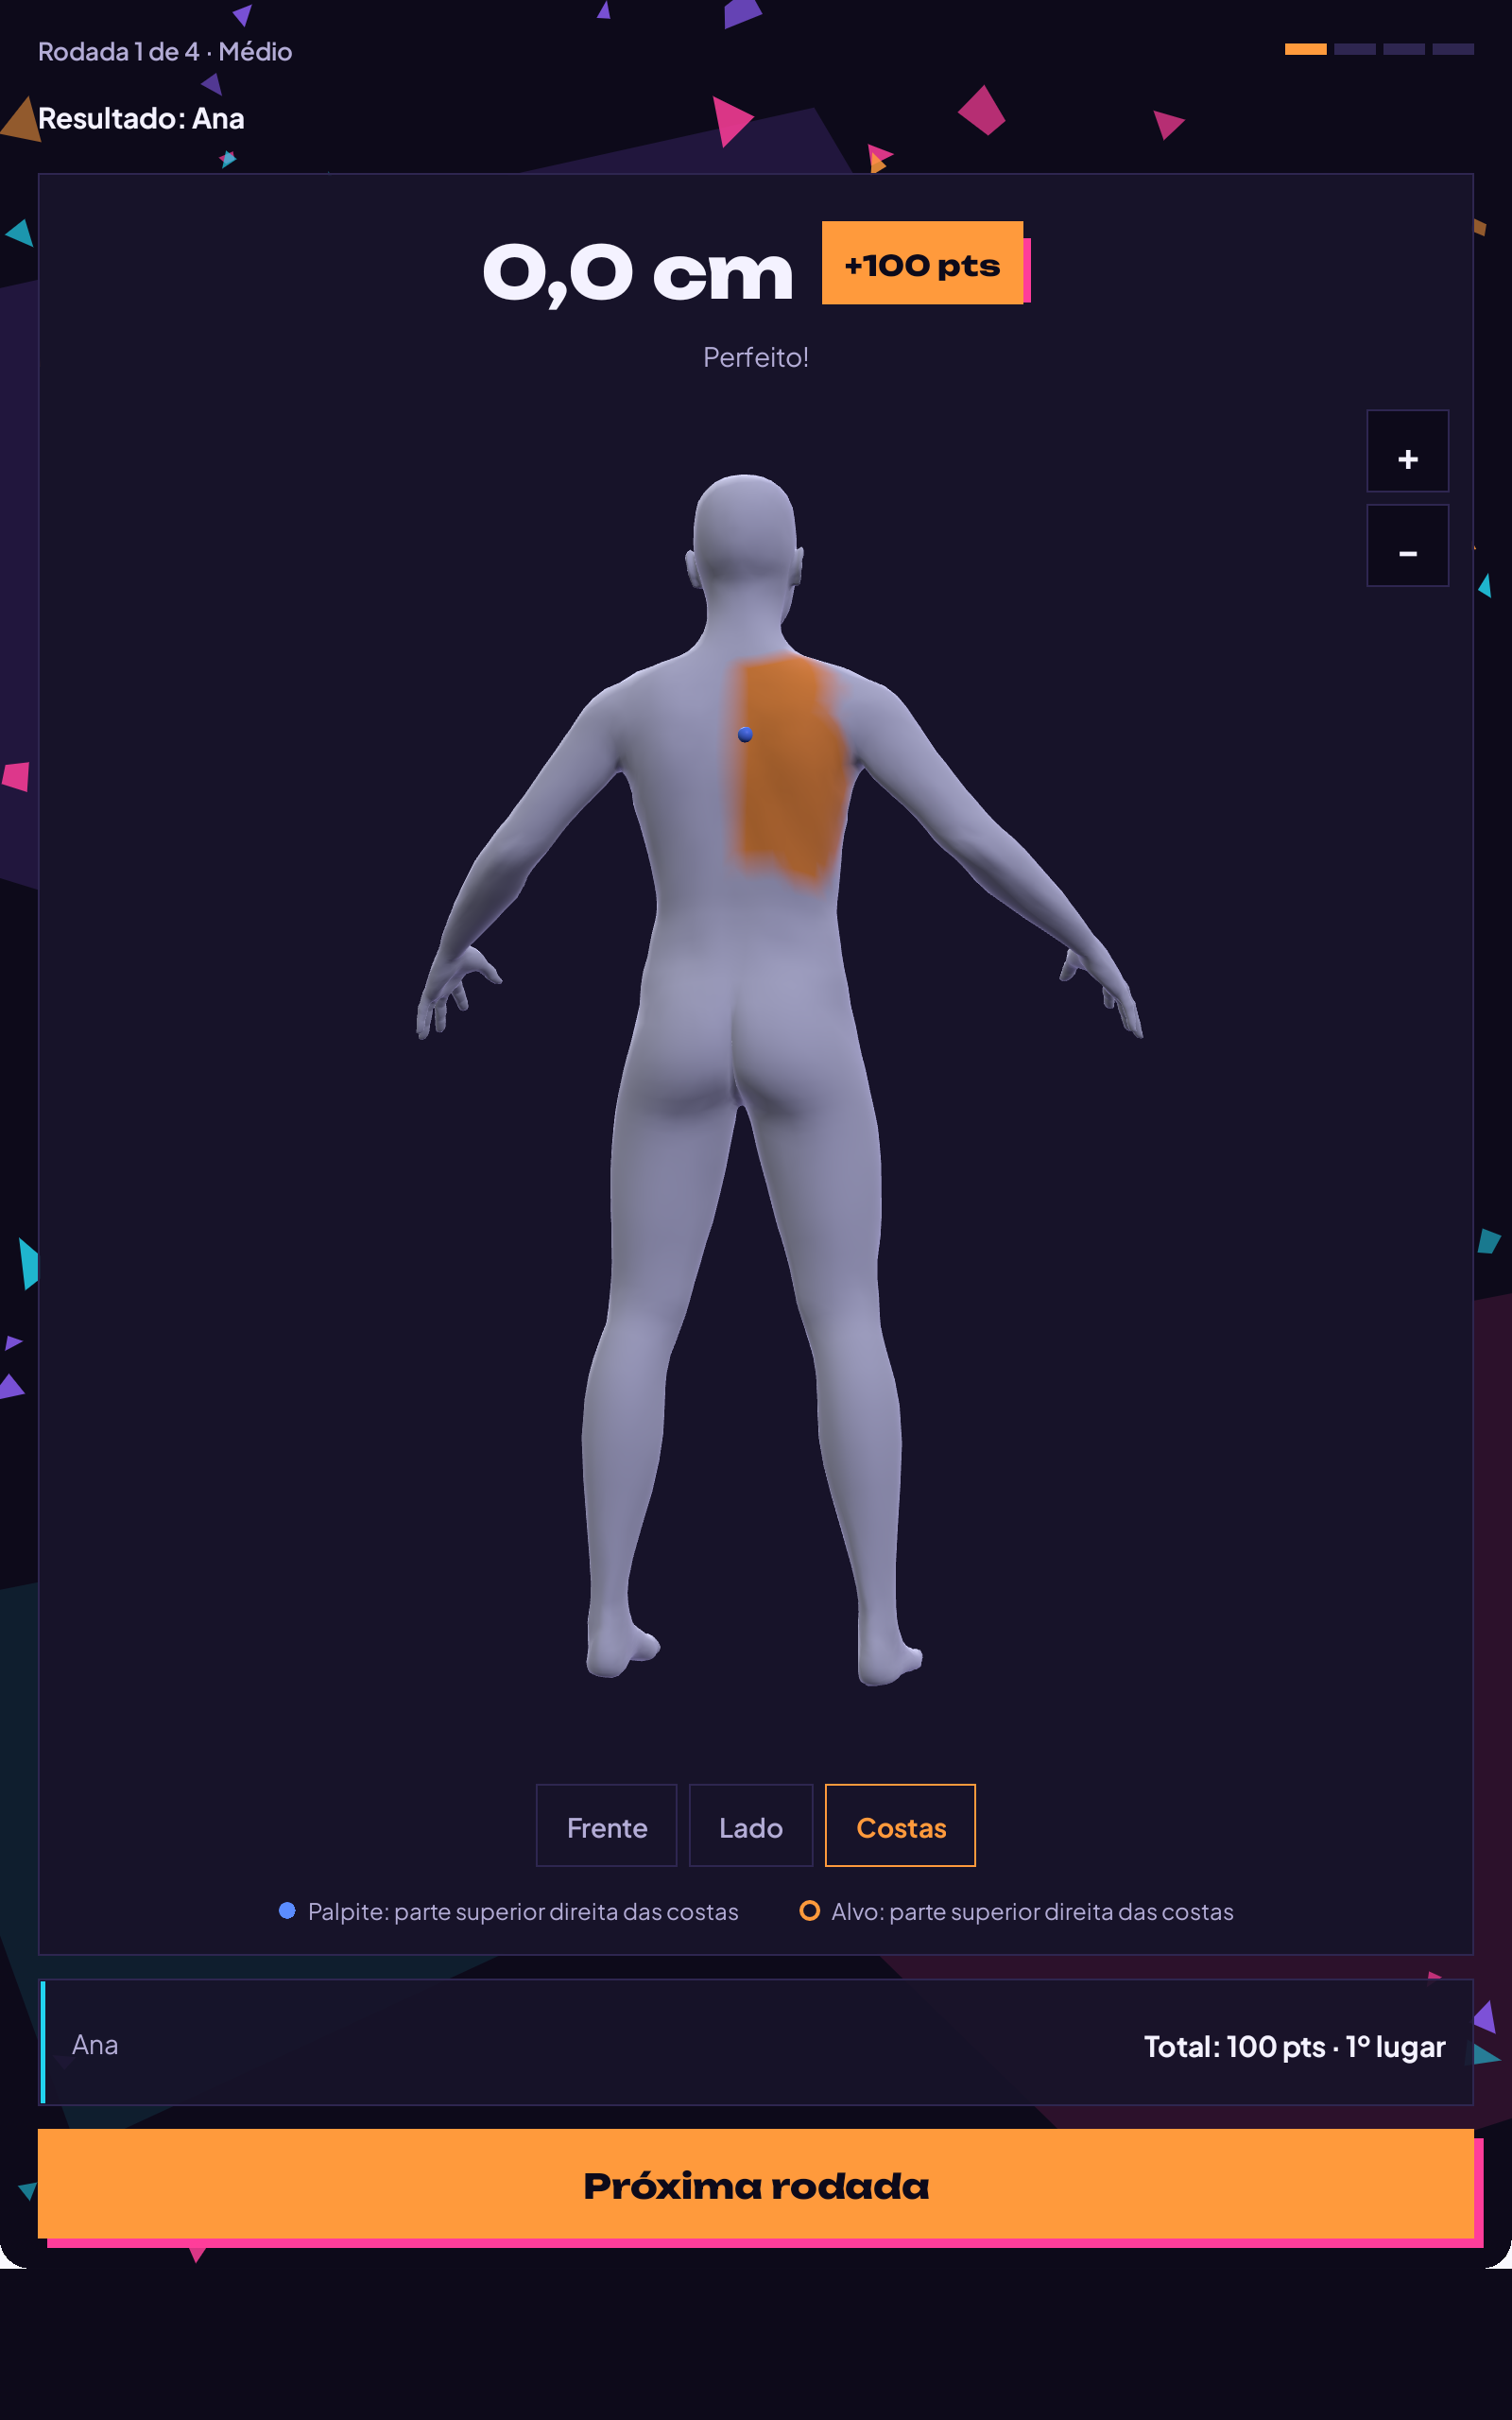 Rodada 1 de 4 · Médio
Resultado: Ana
0,0 cm
+100 pts
Perfeito!
+
−
Frente
Lado
Costas
Palpite: parte superior direita das costas
Alvo: parte superior direita das costas
Ana
Total: 100 pts · 1º lugar
Próxima rodada